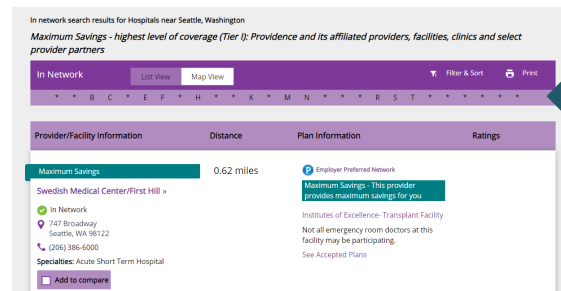 In network search results for Hospitals near Seattle, Washington
Maximum Savings - highest level of coverage (Tier I): Providence and its affiliated providers, facilities, clinics and select
provider partners
In Network List View Map View Filter & Sort Print
* * B C * E F * H * * K * M N * * * R S T * * * * * *
Provider/Facility Information Distance Plan Information Ratings
Maximum Savings
0.62 miles
Swedish Medical Center/First Hill »
In Network
747 Broadway
Seattle, WA 98122
(206) 386-6000
Specialties: Acute Short Term Hospital
Add to compare
P Employer Preferred Network
Maximum Savings - This provider
provides maximum savings for you
Institutes of Excellence- Transplant Facility
Not all emergency room doctors at this
facility may be participating.
See Accepted Plans